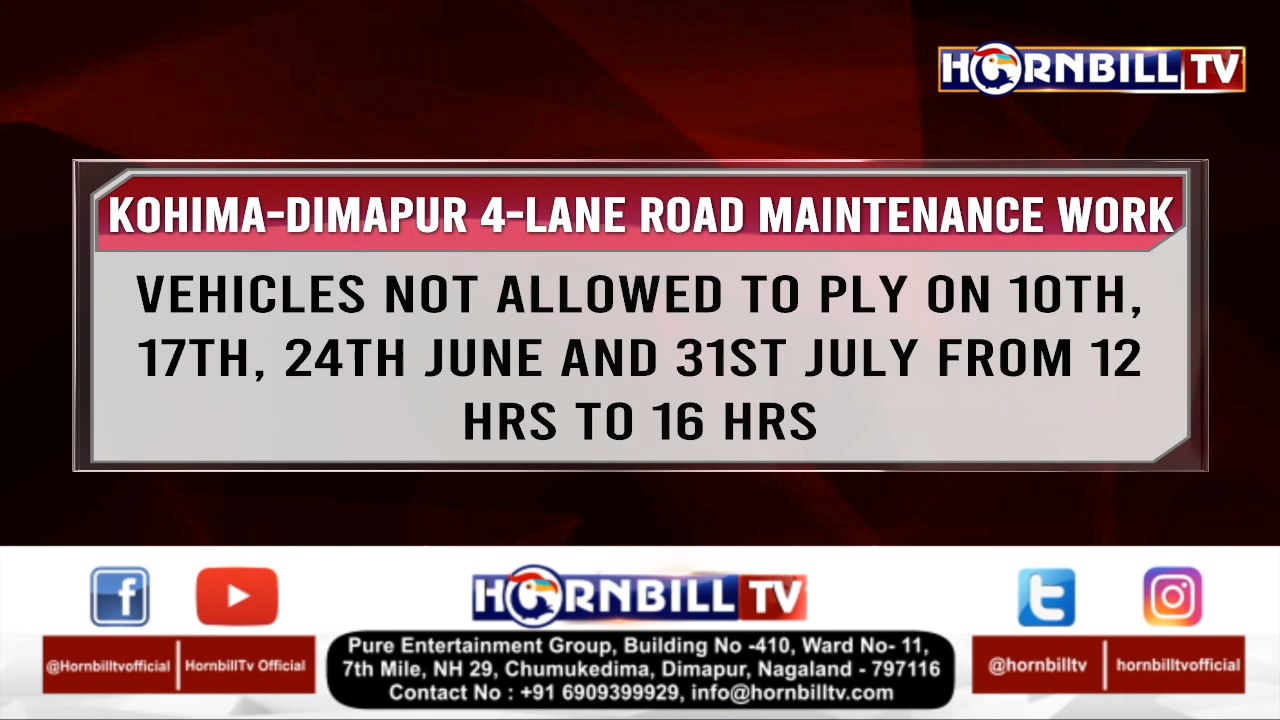 HORNBILL TV
KOHIMA-DIMAPUR 4-LANE ROAD MAINTENANCE WORK
VEHICLES NOT ALLOWED TO PLY ON 10TH,
17TH, 24TH JUNE AND 31ST JULY FROM 12
HRS TO 16 HRS
HORNBILL TV
@Hornbilltvofficial
HornbillTv Official
Pure Entertainment Group, Building No -410, Ward No- 11,
7th Mile, NH 29, Chumukedima, Dimapur, Nagaland - 797116
Contact No : +91 6909399929, info@hornbilltv.com
@hornbilltv
hornbilltvofficial